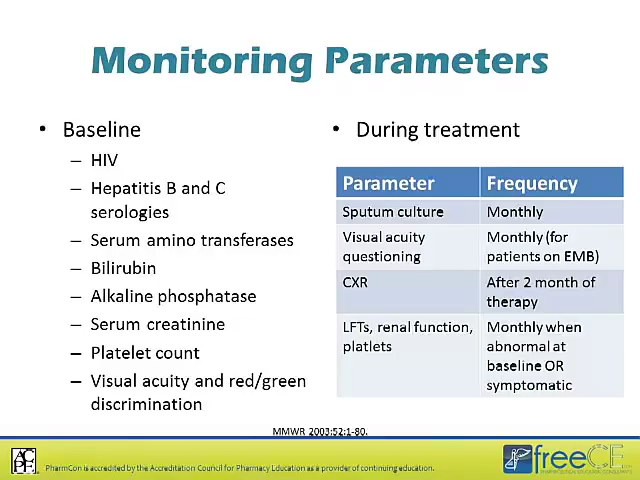 Monitoring Parameters
• Baseline
– HIV
– Hepatitis B and C
serologies
– Serum amino transferases
– Bilirubin
– Alkaline phosphatase
– Serum creatinine
– Platelet count
– Visual acuity and red/green
discrimination
• During treatment
Parameter Frequency
Sputum culture Monthly
Visual acuity Monthly (for
questioning patients on EMB)
CXR After 2 month of
therapy
LFTs, renal function, Monthly when
platlets abnormal at
baseline OR
symptomatic
MMWR 2003:52:1-80.
ACPE PharmCon is accredited by the Accreditation Council for Pharmacy Education as a provider of continuing education.
freeCE